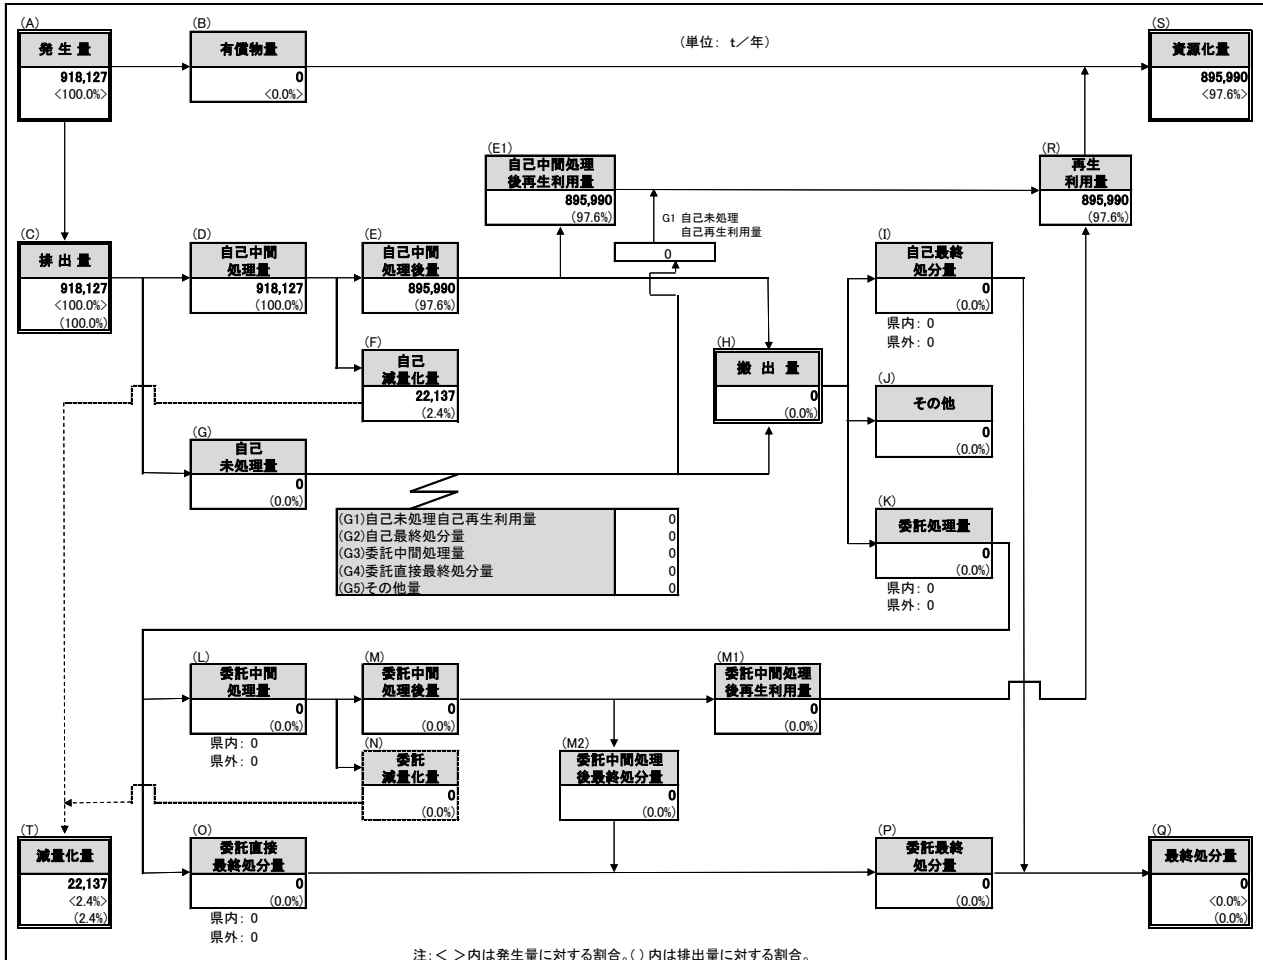 (A)
発 生 量
918,127
<100.0%>
(B)
有償物量
0
<0.0%>
(単位: t/年)
(S)
資源化量
895,990
<97.6%>
(E1)
自己中間処理
後再生利用量
895,990
(97.6%)
(R)
再生
利用量
895,990
(97.6%)
G1 自己未処理
自己再生利用量
0
(C)
排 出 量
918,127
<100.0%>
(100.0%)
(D)
自己中間
処理量
918,127
(100.0%)
(E)
自己中間
処理後量
895,990
(97.6%)
(I)
自己最終
処分量
0
(0.0%)
県内: 0
県外: 0
(F)
自己
減量化量
22,137
(2.4%)
(H)
搬 出 量
0
(0.0%)
(J)
その他
0
(0.0%)
(G)
自己
未処理量
0
(0.0%)
(G1)自己未処理自己再生利用量 0
(G2)自己最終処分量 0
(G3)委託中間処理量 0
(G4)委託直接最終処分量 0
(G5)その他量 0
(K)
委託処理量
0
(0.0%)
県内: 0
県外: 0
(L)
委託中間
処理量
0
(0.0%)
県内: 0
県外: 0
(M)
委託中間
処理後量
0
(0.0%)
(M1)
委託中間処理
後再生利用量
0
(0.0%)
(N)
委託
減量化量
0
(0.0%)
(M2)
委託中間処理
後最終処分量
0
(0.0%)
(T)
減量化量
22,137
<2.4%>
(2.4%)
(O)
委託直接
最終処分量
0
(0.0%)
県内: 0
県外: 0
(P)
委託最終
処分量
0
(0.0%)
(Q)
最終処分量
0
<0.0%>
(0.0%)
注:< >内は発生量に対する割合。( )内は排出量に対する割合。